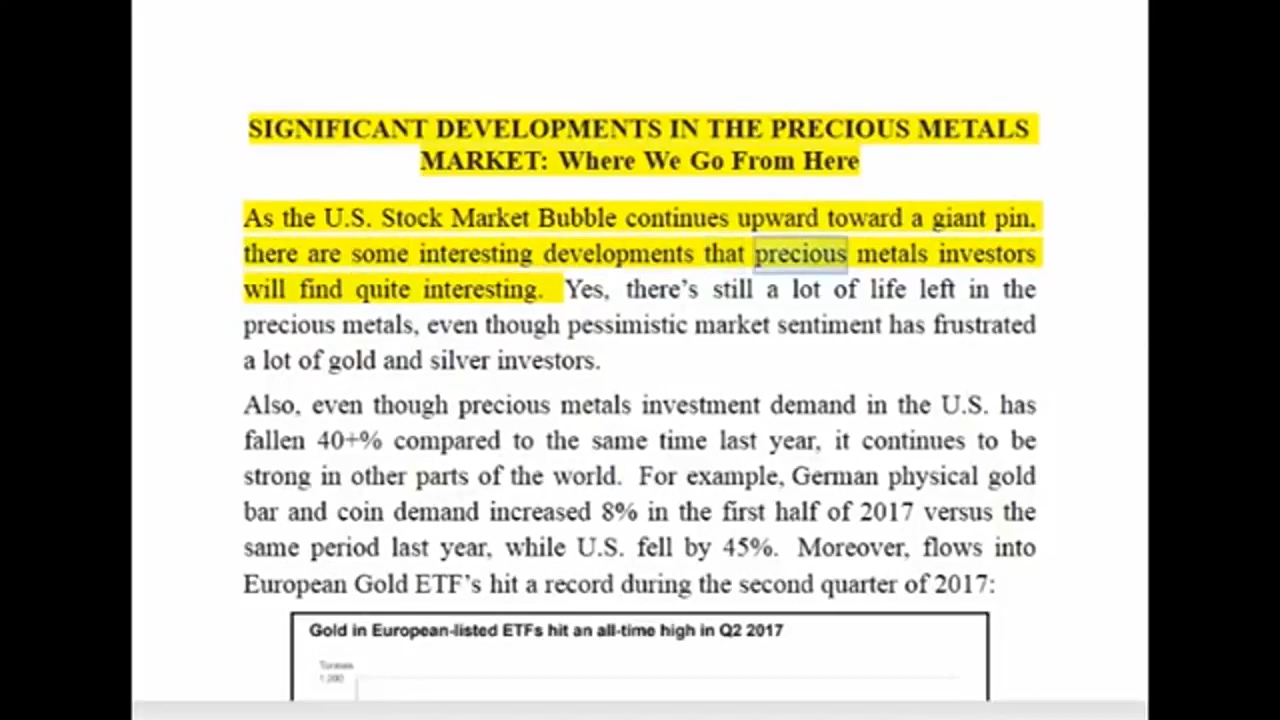 SIGNIFICANT DEVELOPMENTS IN THE PRECIOUS METALS
MARKET: Where We Go From Here
As the U.S. Stock Market Bubble continues upward toward a giant pin,
there are some interesting developments that precious metals investors
will find quite interesting. Yes, there's still a lot of life left in the
precious metals, even though pessimistic market sentiment has frustrated
a lot of gold and silver investors.
Also, even though precious metals investment demand in the U.S. has
fallen 40+% compared to the same time last year, it continues to be
strong in other parts of the world. For example, German physical gold
bar and coin demand increased 8% in the first half of 2017 versus the
same period last year, while U.S. fell by 45%. Moreover, flows into
European Gold ETF's hit a record during the second quarter of 2017:
Gold in European-listed ETFs hit an all-time high in Q2 2017
Tonnes
1,200